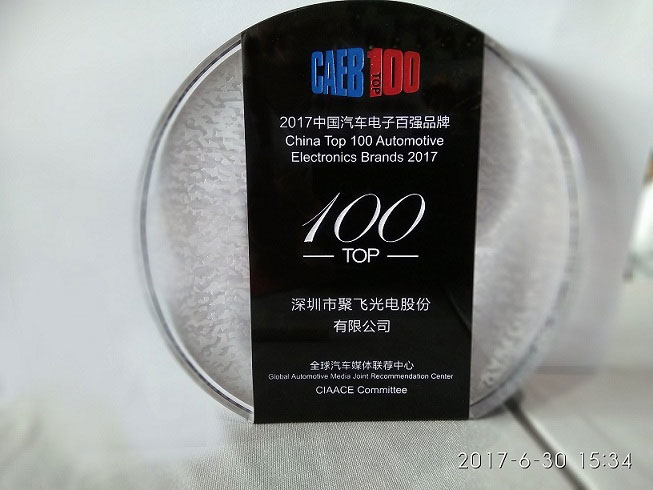 CAEB TOP 100
2017中国汽车电子百强品牌
China Top 100 Automotive
Electronics Brands 2017
100
TOP
深圳市聚飞光电股份
有限公司
全球汽车媒体联荐中心
Global Automotive Media Joint Recommendation Center
CIAACE Committee
2017-6-30 15:34